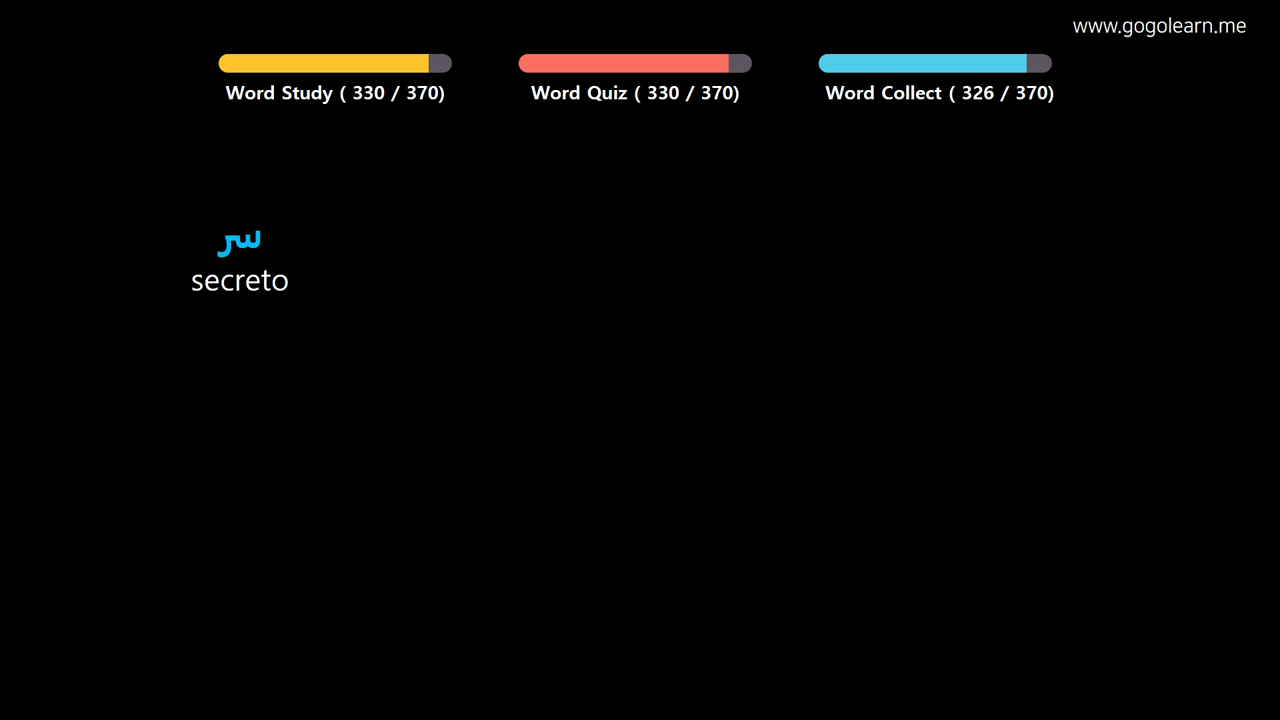 www.gogolearn.me
Word Study ( 330 / 370)
Word Quiz ( 330 / 370)
Word Collect ( 326 / 370)
سر
secreto